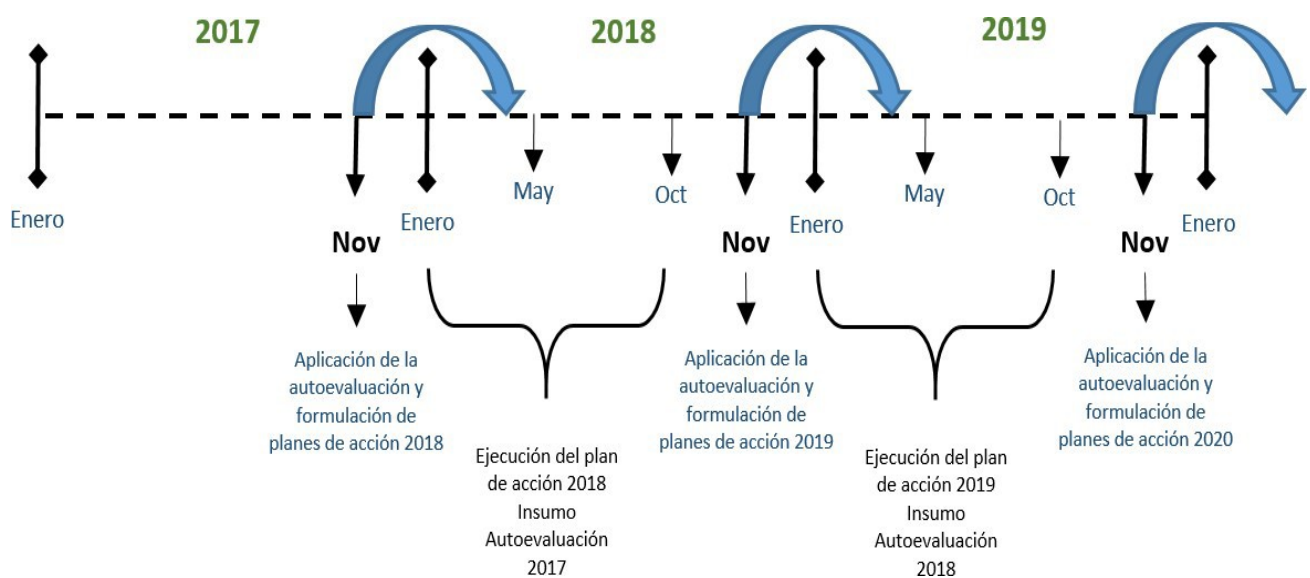 2017
2018
2019
Enero
Nov
Enero
May
Oct
Nov
Enero
May
Oct
Nov
Enero
Aplicación de la
autoevaluación y
formulación de
planes de acción 2018
Ejecución del plan
de acción 2018
Insumo
Autoevaluación
2017
Aplicación de la
autoevaluación y
formulación de
planes de acción 2019
Ejecución del plan
de acción 2019
Insumo
Autoevaluación
2018
Aplicación de la
autoevaluación y
formulación de
planes de acción 2020